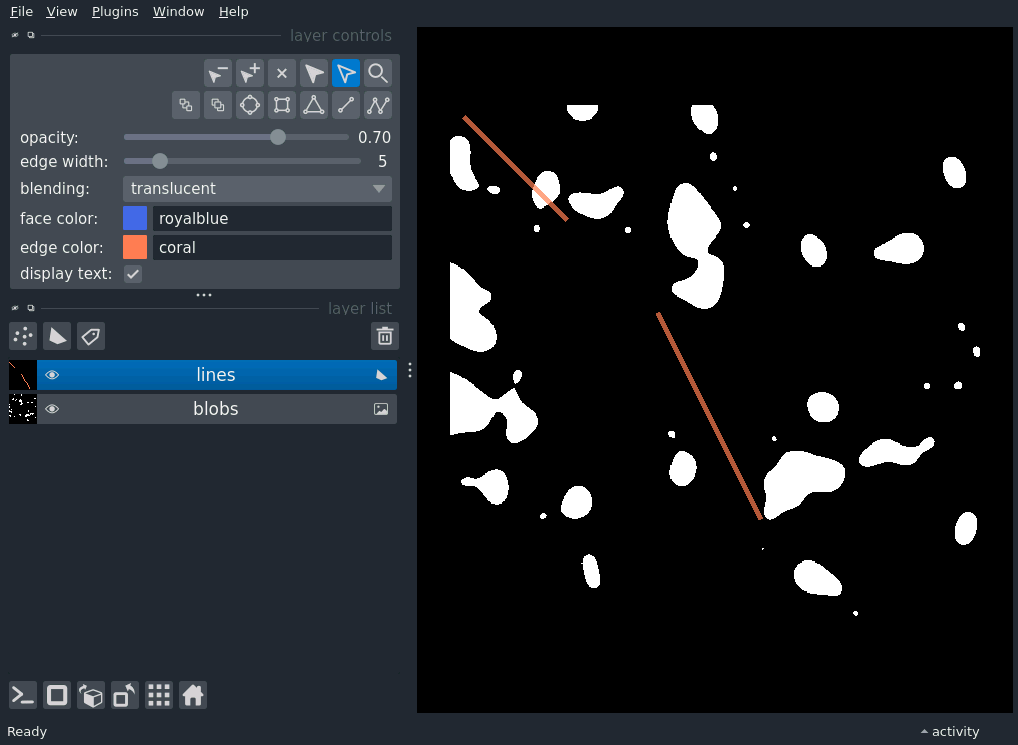 File View Plugins Window Help
layer controls
opacity: 0.70
edge width: 5
blending: translucent
face color: royalblue
edge color: coral
display text:
layer list
lines
blobs
Ready activity